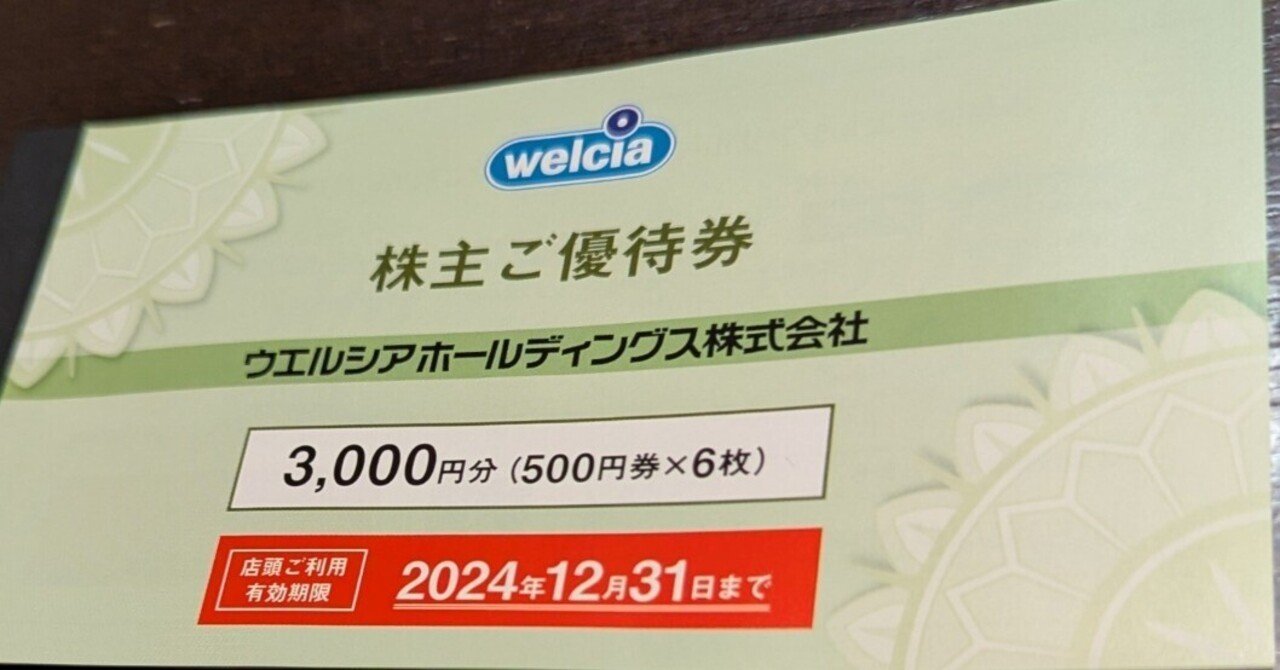 welcia
株主ご優待券
ウエルシアホールディングス株式会社
3,000円分（500円券×6枚）
店頭ご利用
有効期限
2024年12月31日まで